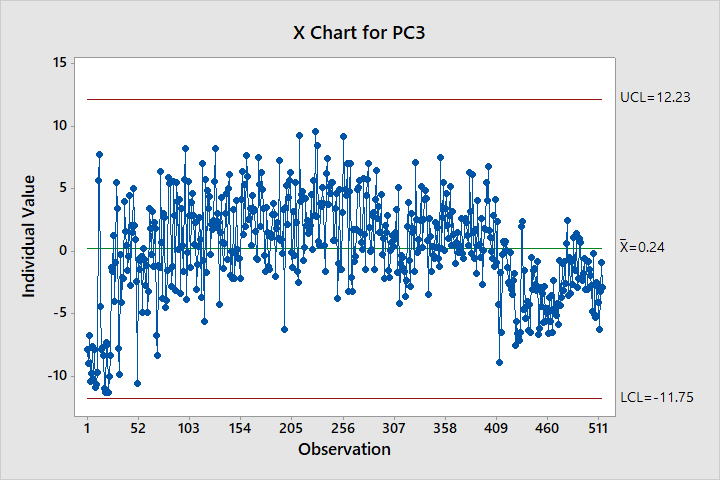 X Chart for PC3
15
10
5
0
-5
-10
Individual Value
UCL=12.23
X̄=0.24
LCL=-11.75
1 52 103 154 205 256 307 358 409 460 511
Observation